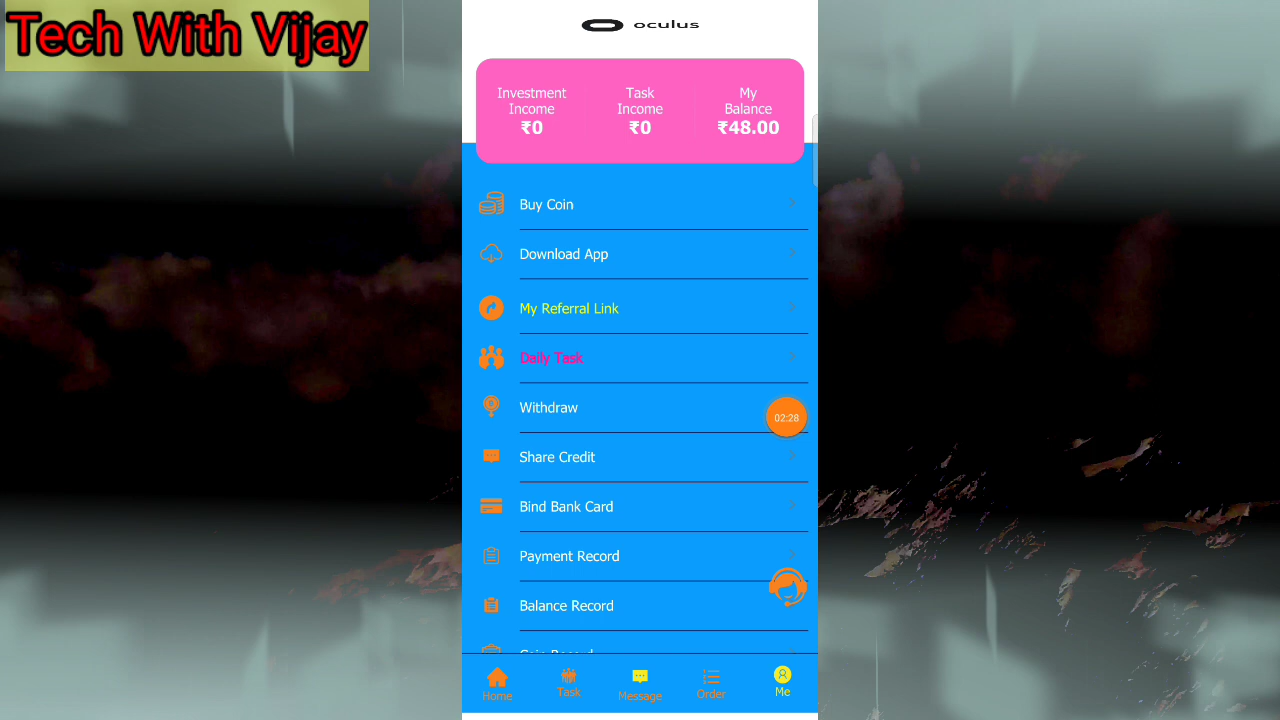 Tech With Vijay
oculus
Investment Income
₹0
Task Income
₹0
My Balance
₹48.00
Buy Coin
Download App
My Referral Link
Daily Task
Withdraw
02:28
Share Credit
Bind Bank Card
Payment Record
Balance Record
Coin Record
Home
Task
Message
Order
Me